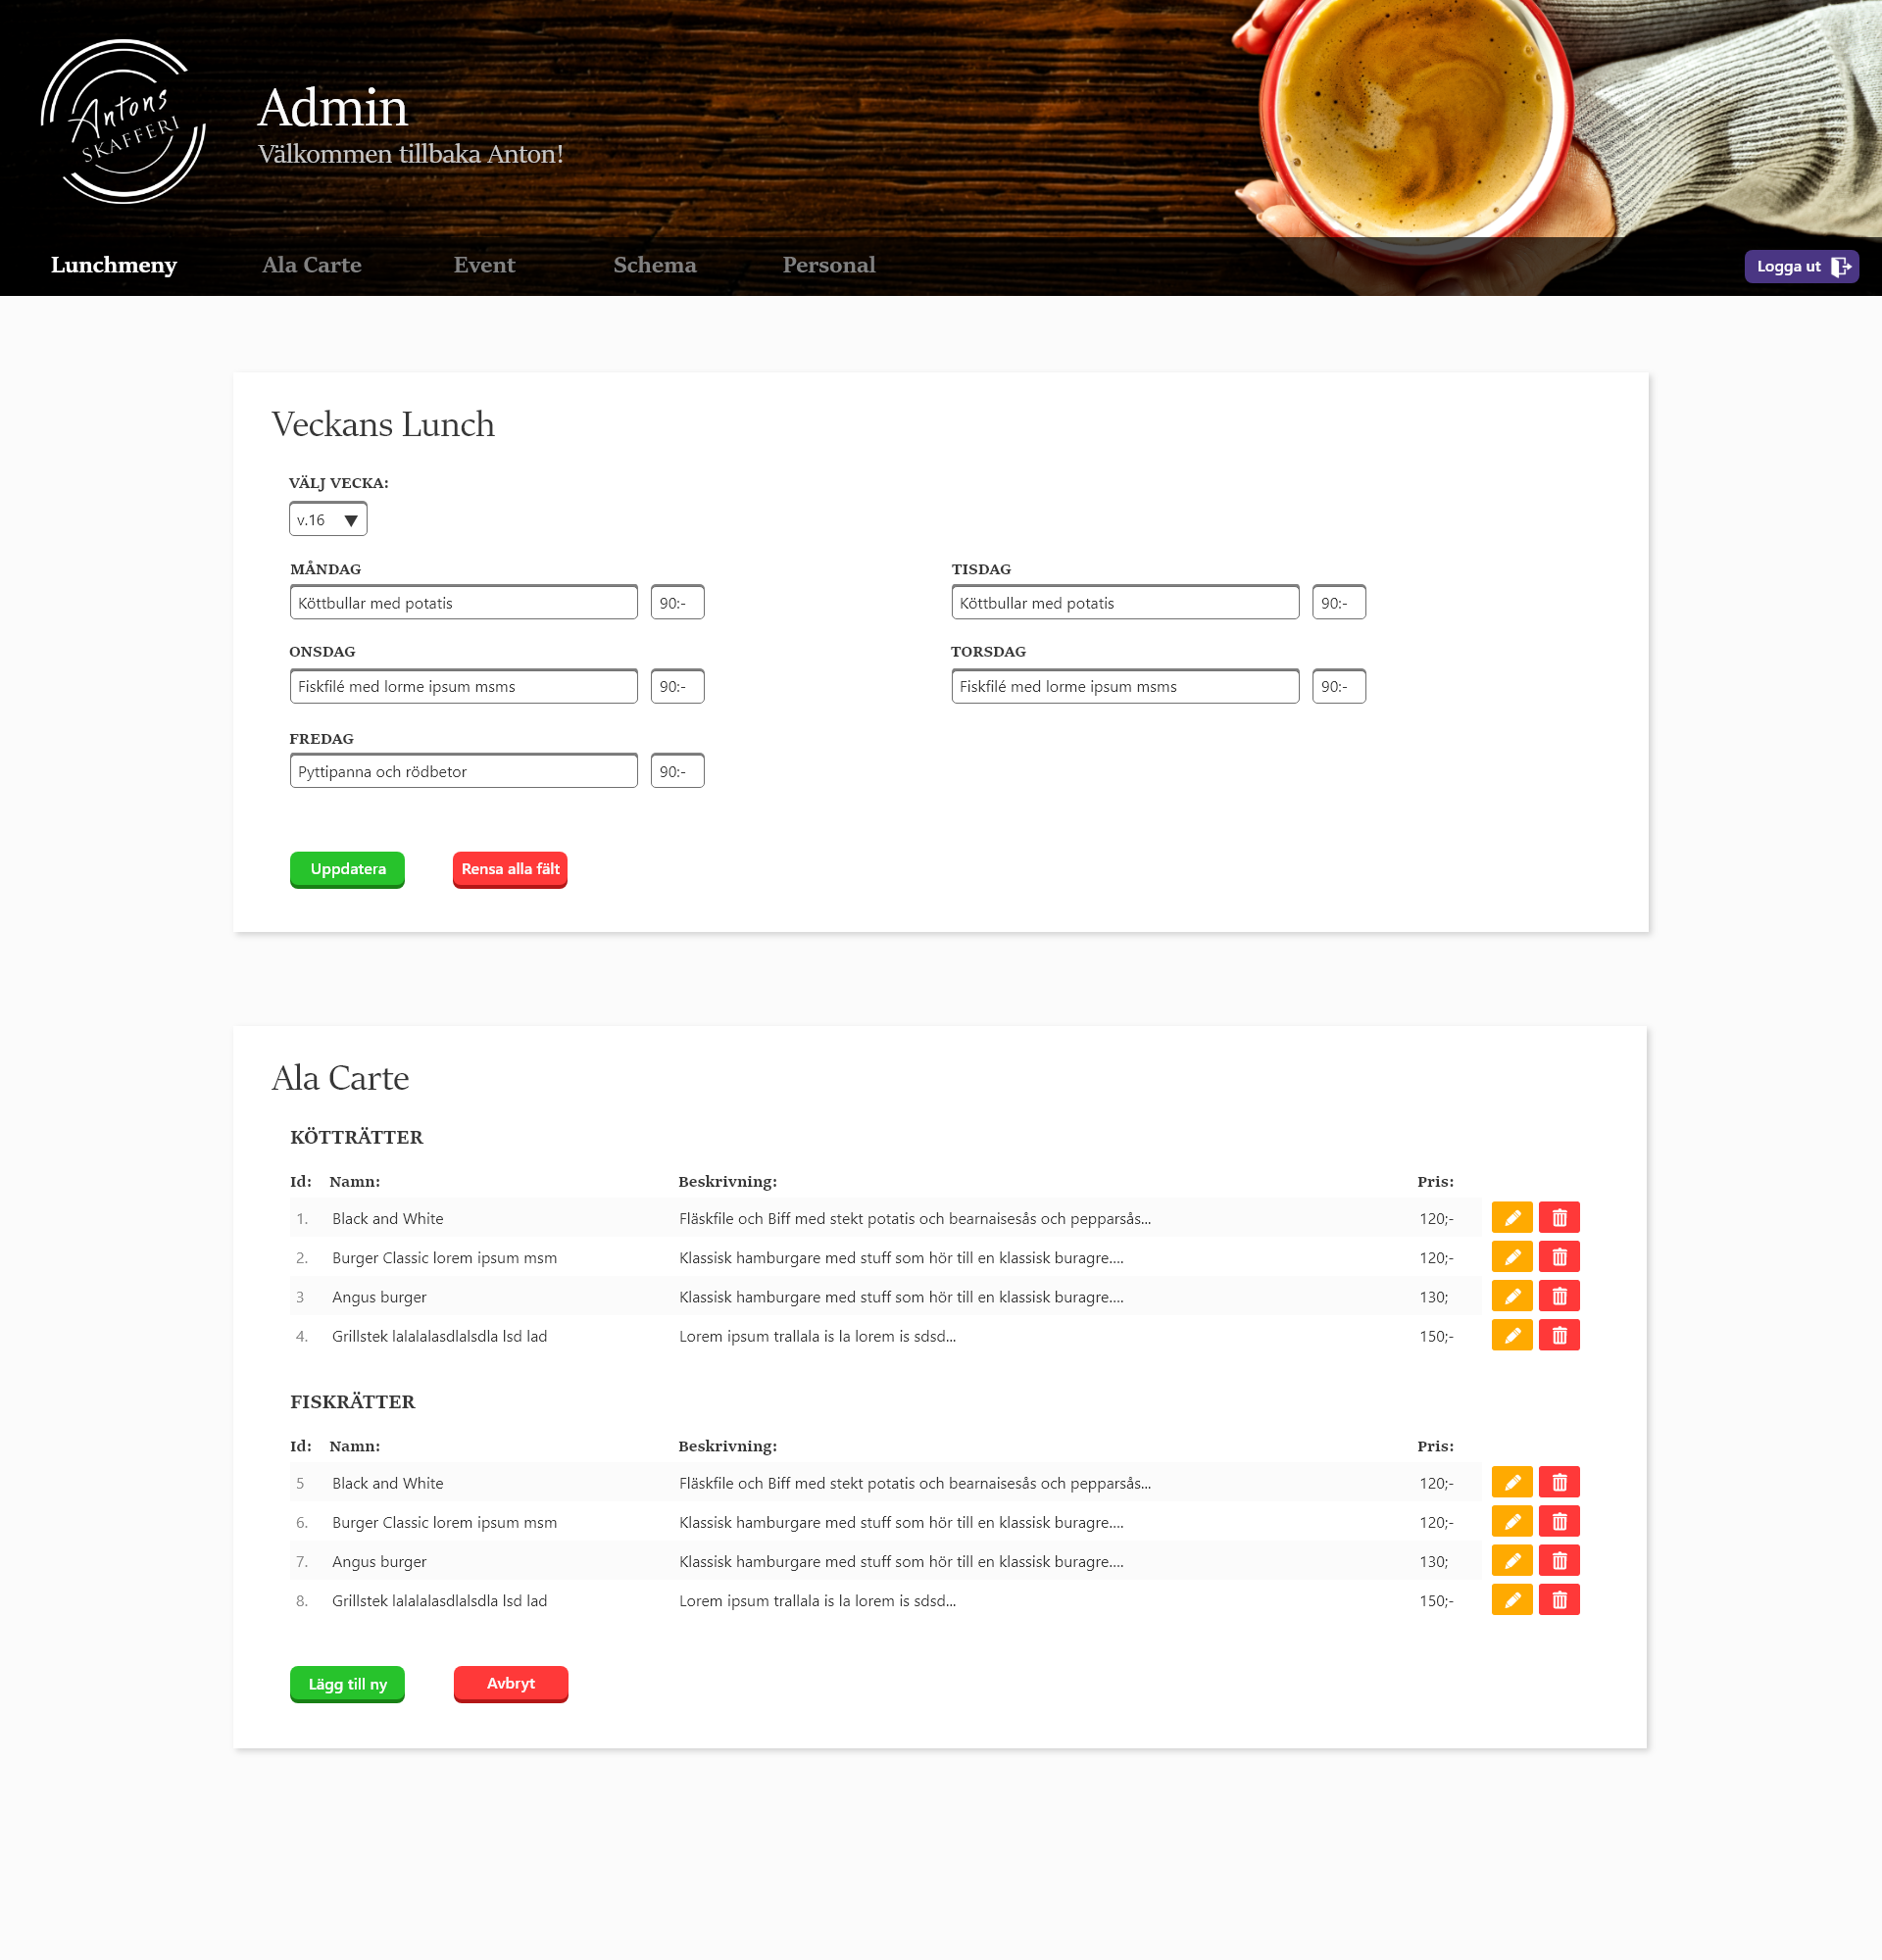 Antons
SKAFFERI
Admin
Välkommen tillbaka Anton!
Lunchmeny Ala Carte Event Schema Personal Logga ut
Veckans Lunch
VÄLJ VECKA:
v.16
MÅNDAG TISDAG
Köttbullar med potatis 90:- Köttbullar med potatis 90:-
ONSDAG TORSDAG
Fiskfilé med lorme ipsum msms 90:- Fiskfilé med lorme ipsum msms 90:-
FREDAG
Pyttipanna och rödbetor 90:-
Uppdatera Rensa alla fält
Ala Carte
KÖTTRÄTTER
Id: Namn: Beskrivning: Pris:
1. Black and White Fläskfile och Biff med stekt potatis och bearnaisesås och pepparsås... 120;-
2. Burger Classic lorem ipsum msm Klassisk hamburgare med stuff som hör till en klassisk buragre.... 120;-
3 Angus burger Klassisk hamburgare med stuff som hör till en klassisk buragre.... 130;
4. Grillstek lalalalasdlalsdla lsd lad Lorem ipsum trallala is la lorem is sdsd... 150;-
FISKRÄTTER
Id: Namn: Beskrivning: Pris:
5 Black and White Fläskfile och Biff med stekt potatis och bearnaisesås och pepparsås... 120;-
6. Burger Classic lorem ipsum msm Klassisk hamburgare med stuff som hör till en klassisk buragre.... 120;-
7. Angus burger Klassisk hamburgare med stuff som hör till en klassisk buragre.... 130;
8. Grillstek lalalalasdlalsdla lsd lad Lorem ipsum trallala is la lorem is sdsd... 150;-
Lägg till ny Avbryt